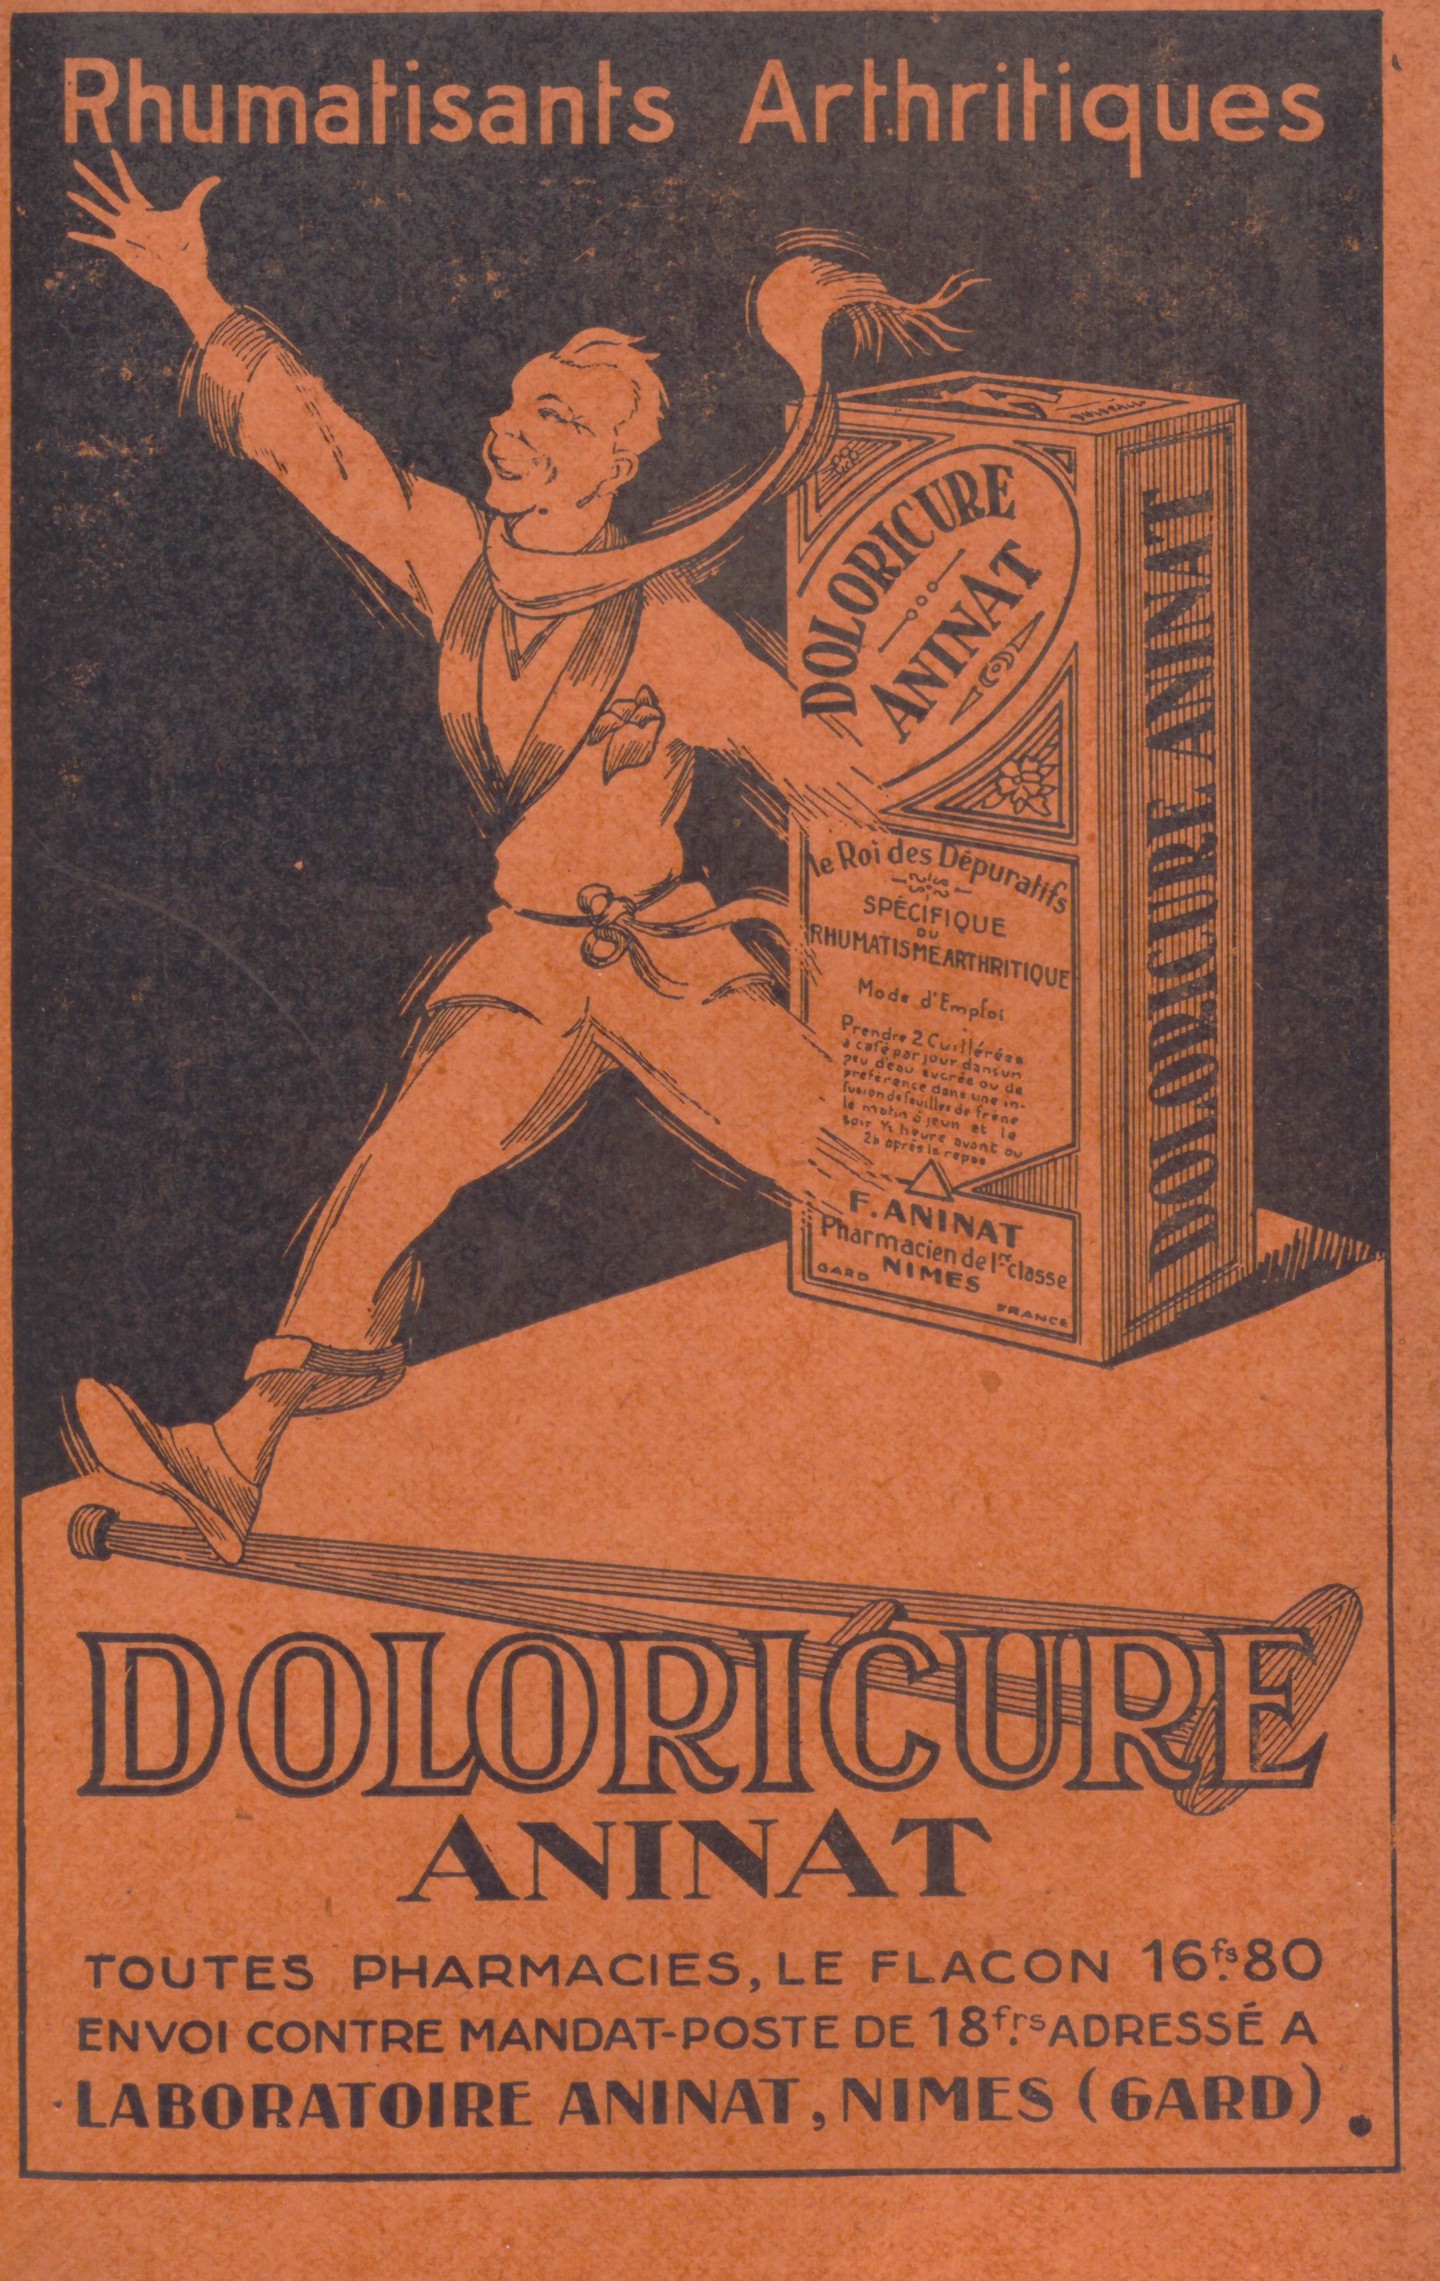 Rhumatisants Arthritiques
DOLORICURE
ANINAT
DOLORICURE ANINAT
le Roi des Dépuratifs
SPÉCIFIQUE
DU
RHUMATISME ARTHRITIQUE
Mode d'Emploi
Prendre 2 Cuillérées
à café par jour dans un
peu d'eau sucrée ou de
préférence dans une in-
fusion de feuilles de frêne
le matin à jeun et le
soir ½ heure avant ou
2h après le repas
F. ANINAT
Pharmacien de 1re classe
GARD NIMES FRANCE
DOLORICURE
ANINAT
TOUTES PHARMACIES, LE FLACON 16fs.80
ENVOI CONTRE MANDAT-POSTE DE 18frs. ADRESSÉ A
LABORATOIRE ANINAT, NIMES (GARD)